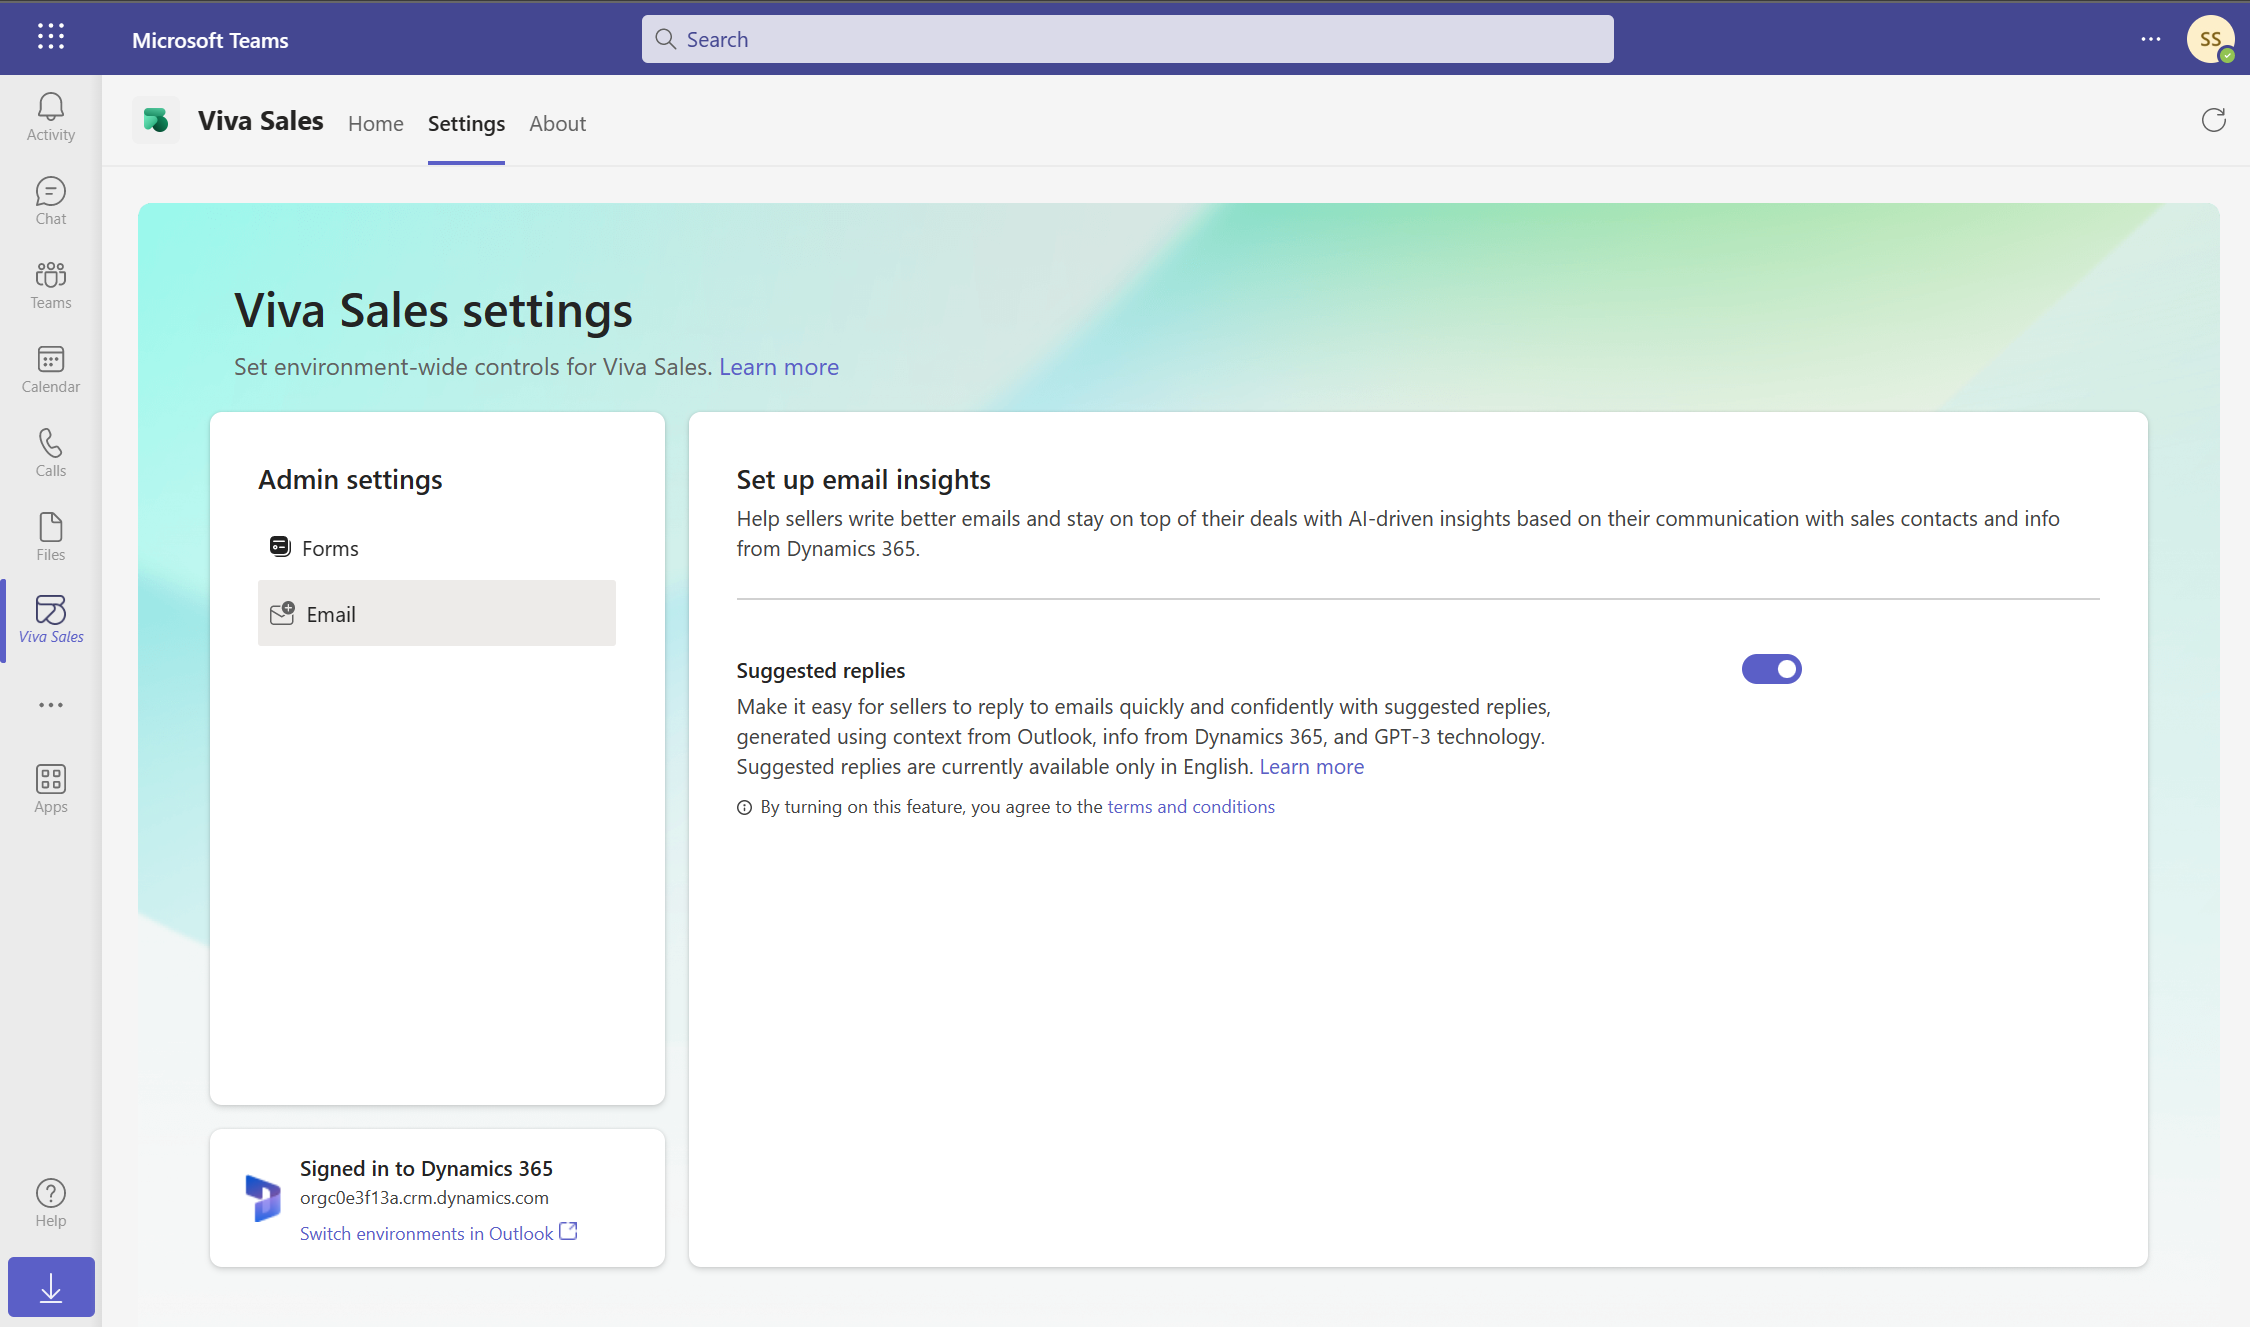 Microsoft Teams
Search
SS
Activity
Chat
Teams
Calendar
Calls
Files
Viva Sales
Apps
Help
Viva Sales
Home
Settings
About
Viva Sales settings
Set environment-wide controls for Viva Sales. Learn more
Admin settings
Forms
Email
Signed in to Dynamics 365
orgc0e3f13a.crm.dynamics.com
Switch environments in Outlook
Set up email insights
Help sellers write better emails and stay on top of their deals with AI-driven insights based on their communication with sales contacts and info
from Dynamics 365.
Suggested replies
Make it easy for sellers to reply to emails quickly and confidently with suggested replies,
generated using context from Outlook, info from Dynamics 365, and GPT-3 technology.
Suggested replies are currently available only in English. Learn more
By turning on this feature, you agree to the terms and conditions